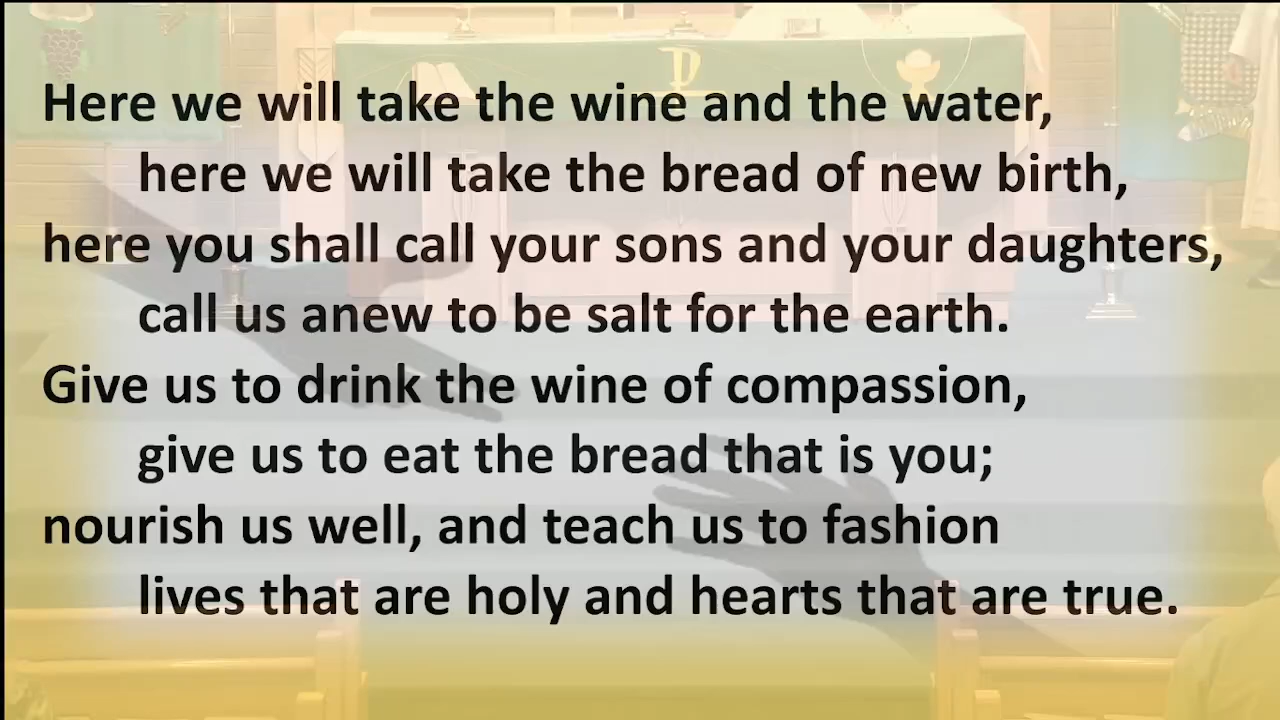 Here we will take the wine and the water,
here we will take the bread of new birth,
here you shall call your sons and your daughters,
call us anew to be salt for the earth.
Give us to drink the wine of compassion,
give us to eat the bread that is you;
nourish us well, and teach us to fashion
lives that are holy and hearts that are true.